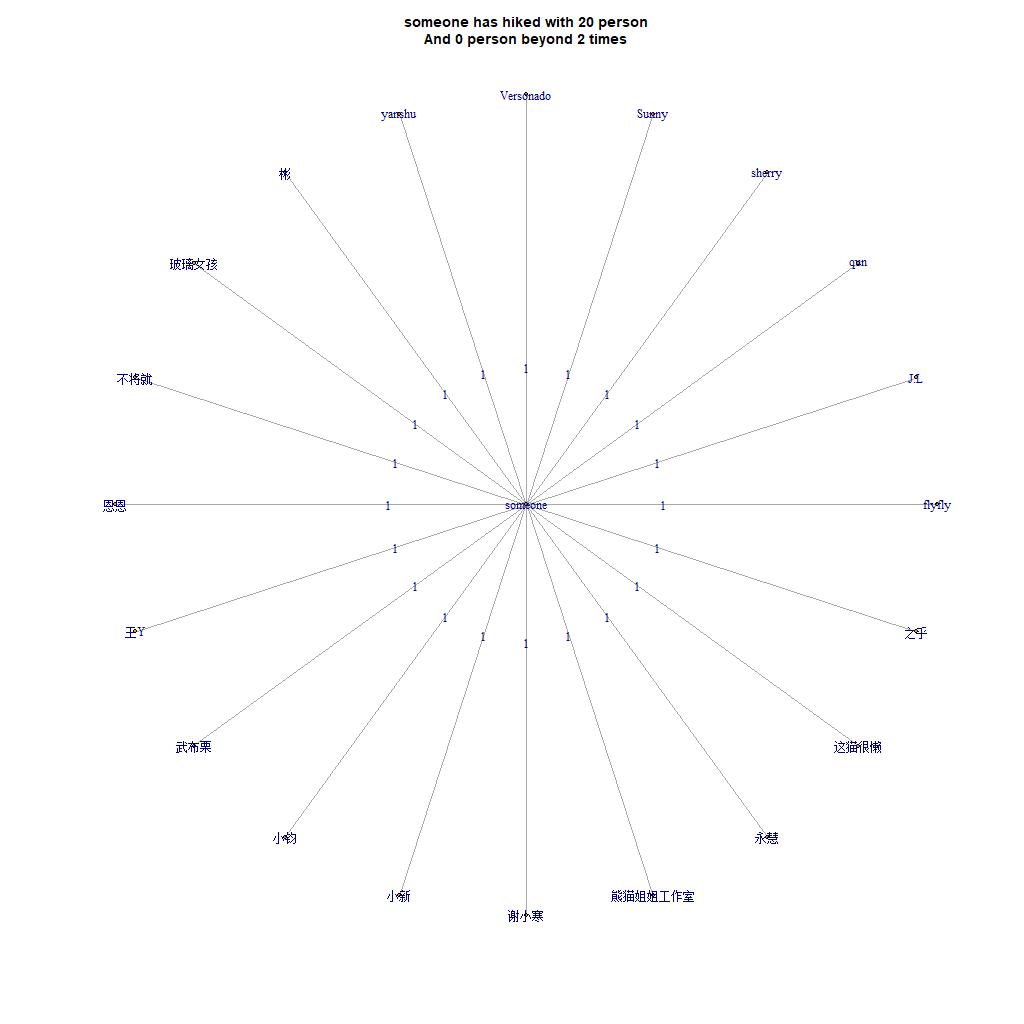 someone has hiked with 20 person
And 0 person beyond 2 times
Versonado
yanshu
Sunny
彬
sherry
玻璃女孩
qun
不将就
J.L
1
1
1
1
1
1
1
1
1
恩恩
1
someone
1
flyfly
1
1
1
1
1
1
1
1
1
王Y
之乎
武布栗
这猫很懒
小钧
永慧
小新
熊猫姐姐工作室
谢小寒